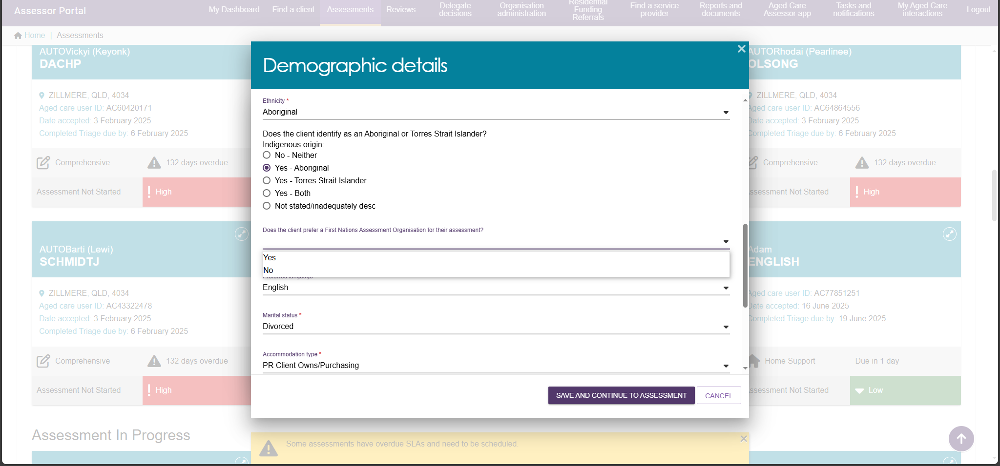 Assessor Portal
My Dashboard
Find a client
Assessments
Reviews
Delegate
decisions
Organisation
administration
Residential
Funding
Referrals
Find a service
provider
Reports and
documents
Aged Care
Assessor app
Tasks and
notifications
My Aged Care
interactions
Logout
Home | Assessments
AUTOVickyi (Keyonk)
DACHP
ZILLMERE, QLD, 4034
Aged care user ID: AC60420171
Date accepted: 3 February 2025
Completed Triage due by: 6 February 2025
Comprehensive
132 days overdue
Assessment Not Started
High
AUTORhodai (Pearlinee)
OLSONG
ZILLMERE, QLD, 4034
Aged care user ID: AC64864556
Date accepted: 3 February 2025
Completed Triage due by: 6 February 2025
Comprehensive
132 days overdue
Assessment Not Started
High
Demographic details
Ethnicity *
Aboriginal
Does the client identify as an Aboriginal or Torres Strait Islander?
Indigenous origin:
No - Neither
Yes - Aboriginal
Yes - Torres Strait Islander
Yes - Both
Not stated/inadequately desc
Does the client prefer a First Nations Assessment Organisation for their assessment?
Yes
No
Preferred language
English
Marital status *
Divorced
Accommodation type *
PR Client Owns/Purchasing
SAVE AND CONTINUE TO ASSESSMENT
CANCEL
AUTOBarti (Lewi)
SCHMIDTJ
ZILLMERE, QLD, 4034
Aged care user ID: AC43322478
Date accepted: 3 February 2025
Completed Triage due by: 6 February 2025
Comprehensive
132 days overdue
Assessment Not Started
High
Adam
ENGLISH
Aged care user ID: AC77851251
Date accepted: 16 June 2025
Completed Triage due by: 19 June 2025
Home Support
Due in 1 day
Assessment Not Started
Low
Assessment In Progress
Some assessments have overdue SLAs and need to be scheduled.